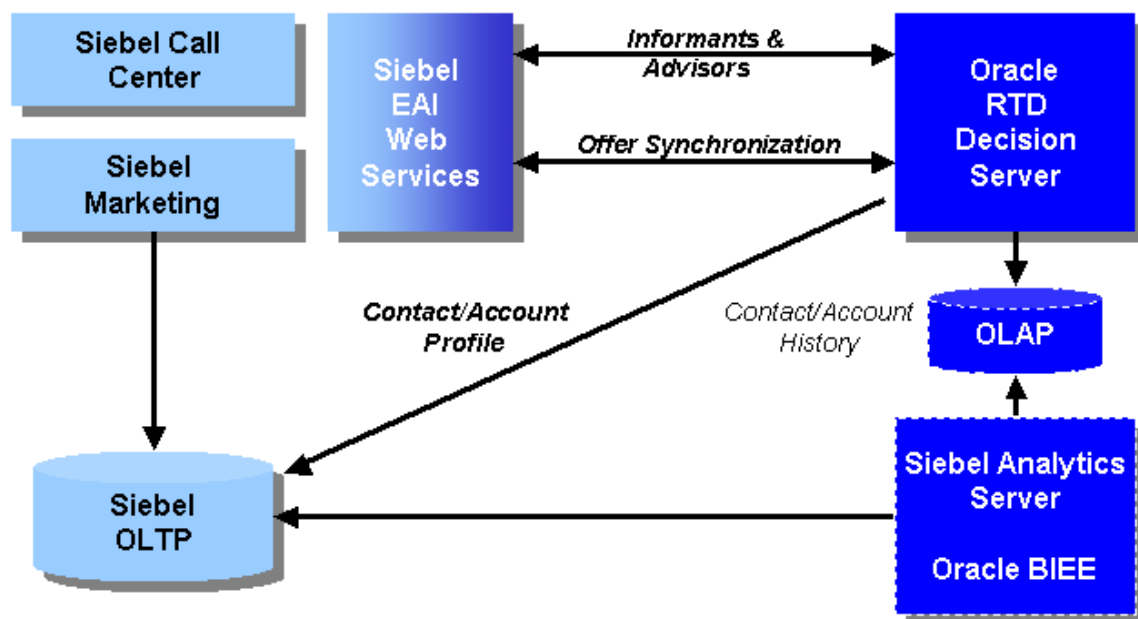 Siebel Call
Center
Siebel
Marketing
Siebel
EAI
Web
Services
Informants &
Advisors
Offer Synchronization
Oracle
RTD
Decision
Server
Contact/Account
Profile
Contact/Account
History
OLAP
Siebel
OLTP
Siebel Analytics
Server
Oracle BIEE